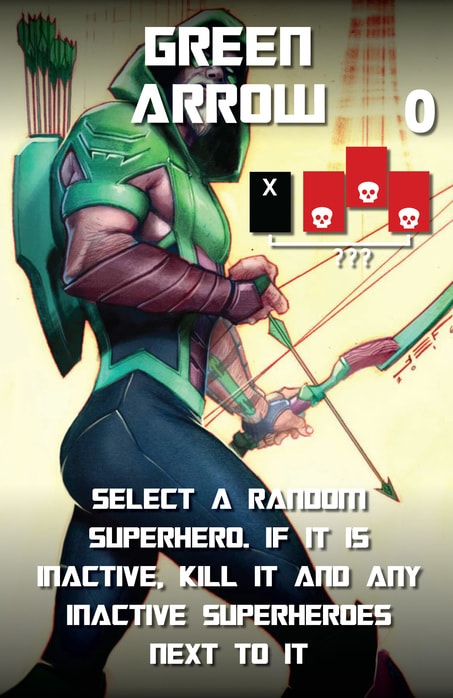 GREEN
ARROW
0
X
???
SELECT A RANDOM
SUPERHERO. IF IT IS
INACTIVE, KILL IT AND ANY
INACTIVE SUPERHEROES
NEXT TO IT